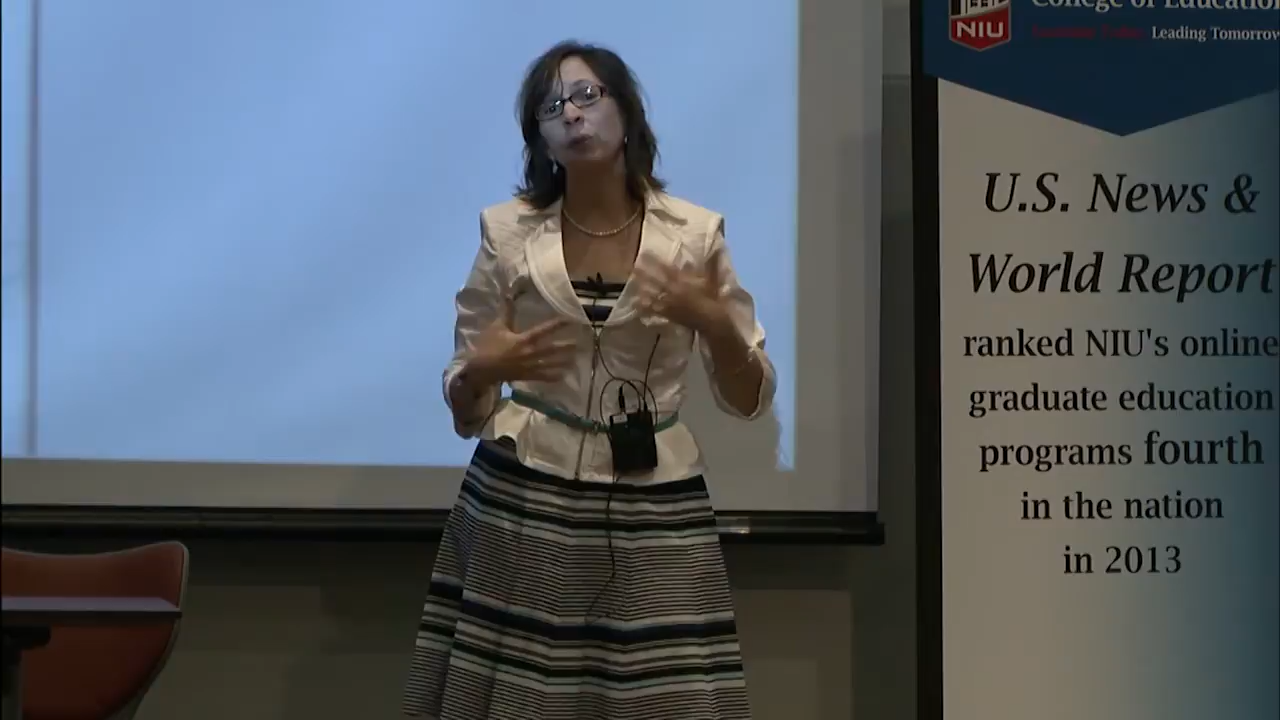 College of Education
NIU
Leading Tomorrow
U.S. News &
World Report
ranked NIU's online
graduate education
programs fourth
in the nation
in 2013